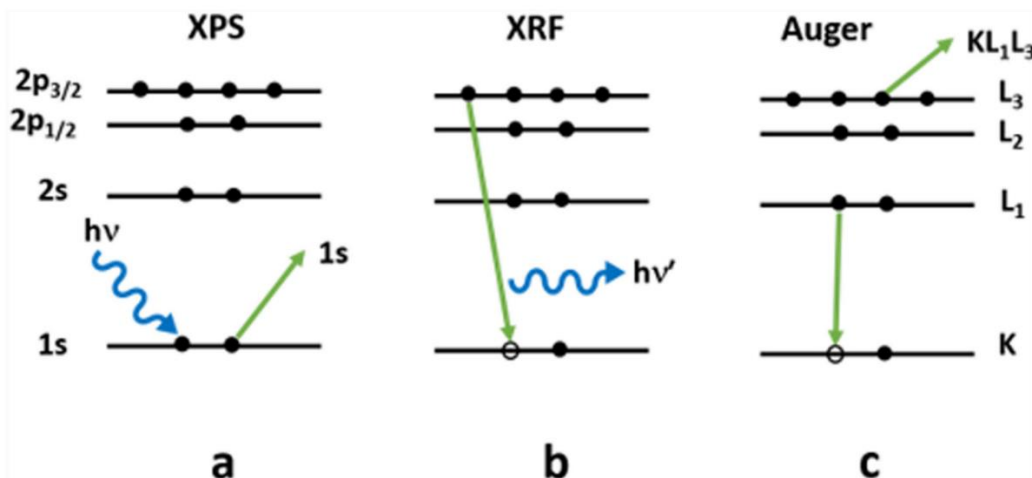 XPS
XRF
Auger
2p3/2
2p1/2
2s
hν
1s
1s
hν’
KL1L3
L3
L2
L1
K
a
b
c